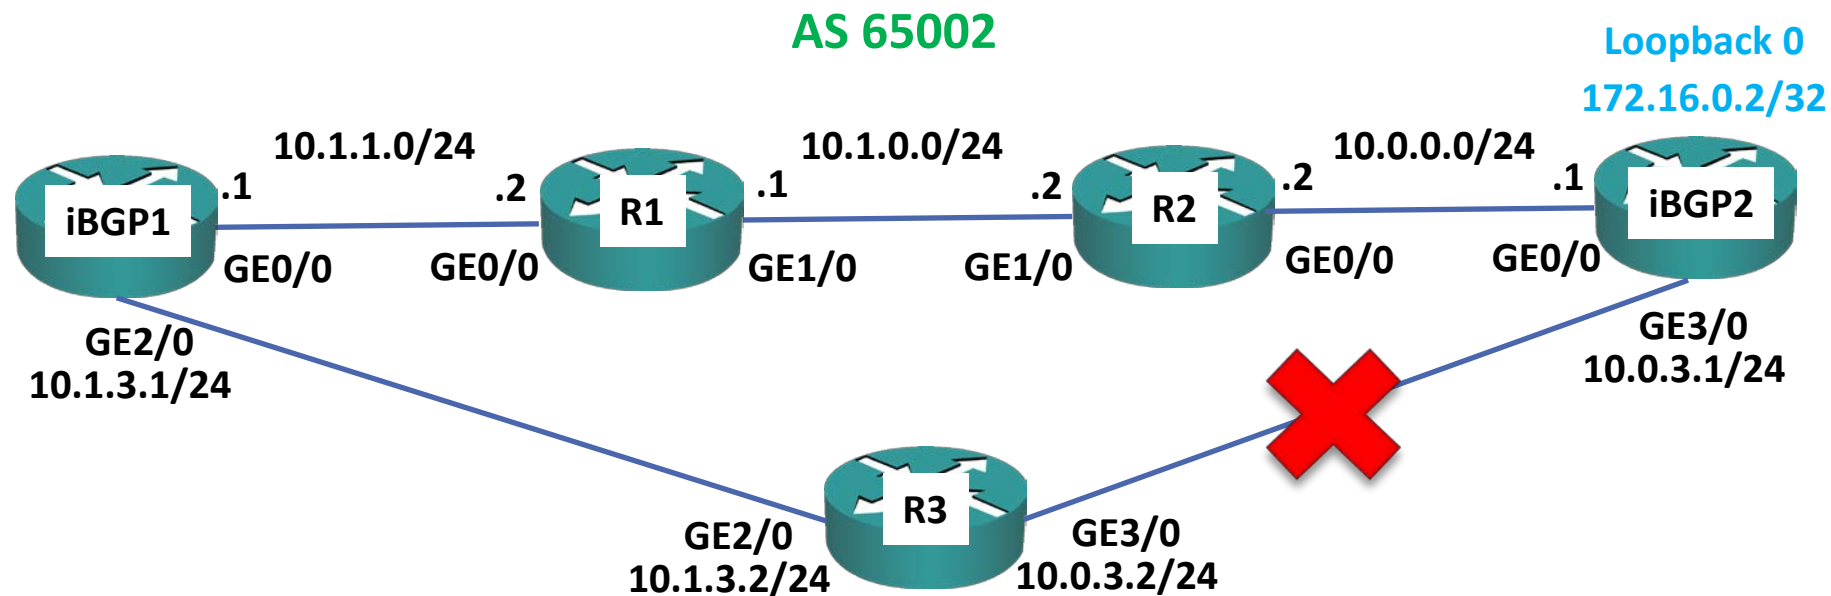 AS 65002
Loopback 0
172.16.0.2/32
10.1.1.0/24
10.1.0.0/24
10.0.0.0/24
iBGP1
.1
.2
R1
.1
.2
R2
.2
.1
iBGP2
GE0/0
GE0/0
GE1/0
GE1/0
GE0/0
GE0/0
GE2/0
10.1.3.1/24
GE3/0
10.0.3.1/24
R3
GE2/0
10.1.3.2/24
GE3/0
10.0.3.2/24